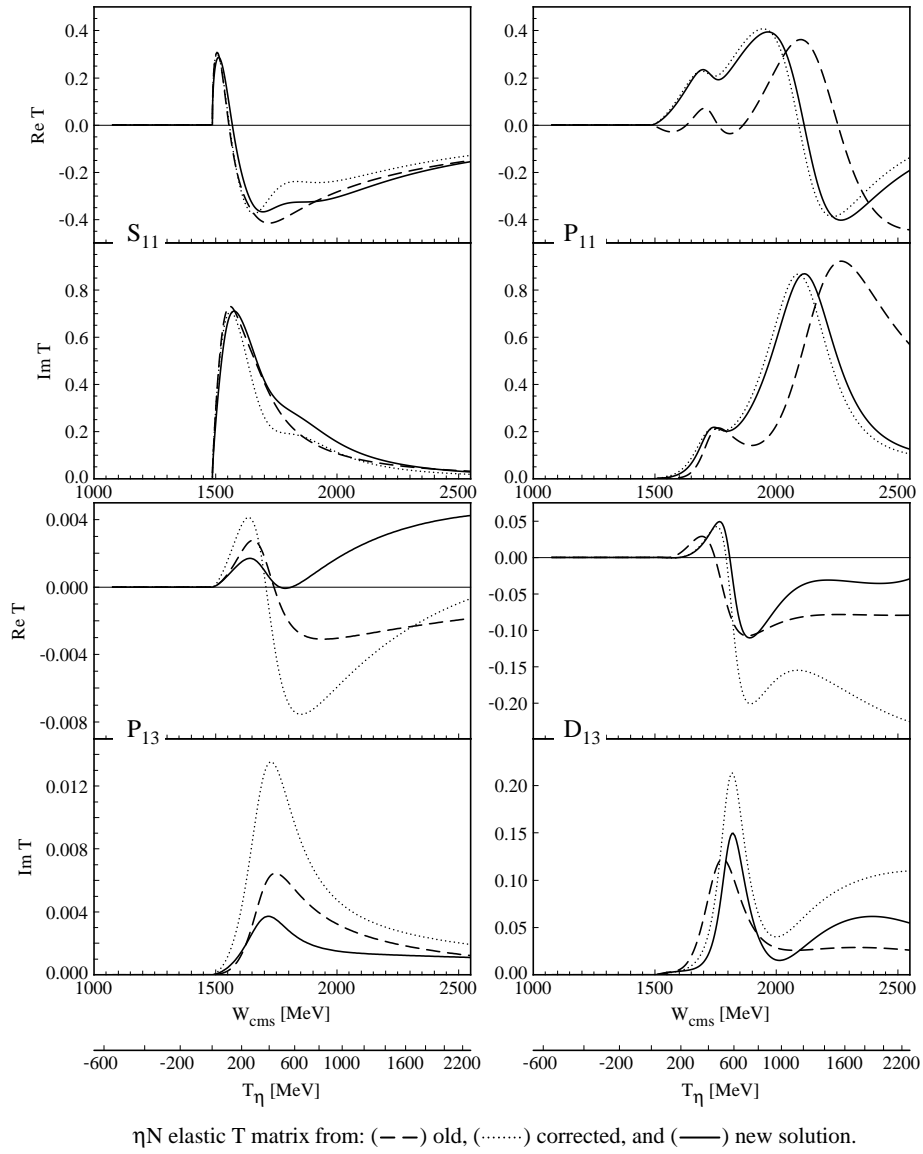 0.4
0.2
0.0
-0.2
-0.4
Re T
S11
0.4
0.2
0.0
-0.2
-0.4
P11
0.8
0.6
0.4
0.2
0.0
Im T
1000 1500 2000 2500
0.8
0.6
0.4
0.2
0.0
1000 1500 2000 2500
0.004
0.000
-0.004
-0.008
Re T
P13
0.05
0.00
-0.05
-0.10
-0.15
-0.20
D13
0.012
0.008
0.004
0.000
Im T
1000 1500 2000 2500
Wcms [MeV]
0.20
0.15
0.10
0.05
0.00
1000 1500 2000 2500
Wcms [MeV]
-600 -200 200 600 1000 1600 2200
Tη [MeV]
-600 -200 200 600 1000 1600 2200
Tη [MeV]
ηN elastic T matrix from: (– –) old, (········) corrected, and (——) new solution.